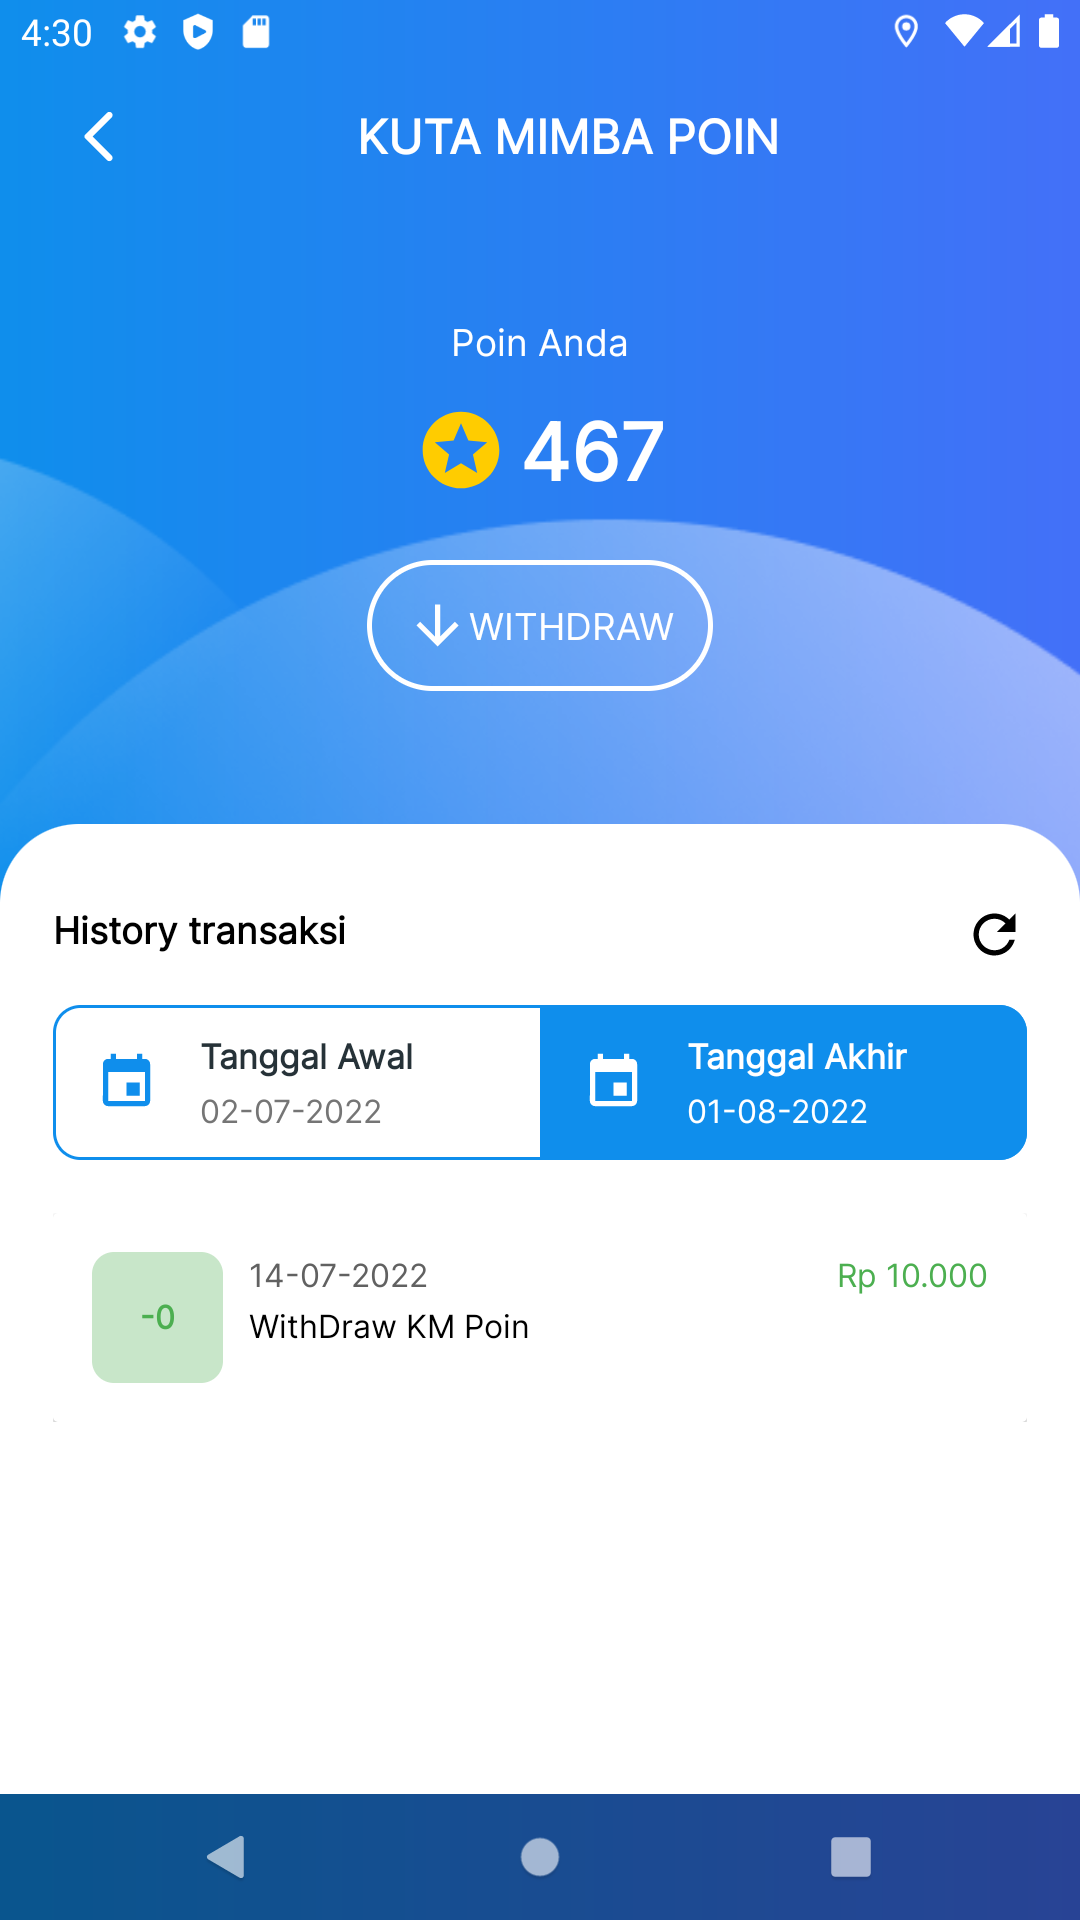 4:30
KUTA MIMBA POIN
Poin Anda
467
WITHDRAW
History transaksi
Tanggal Awal
02-07-2022
Tanggal Akhir
01-08-2022
-0
14-07-2022
Rp 10.000
WithDraw KM Poin